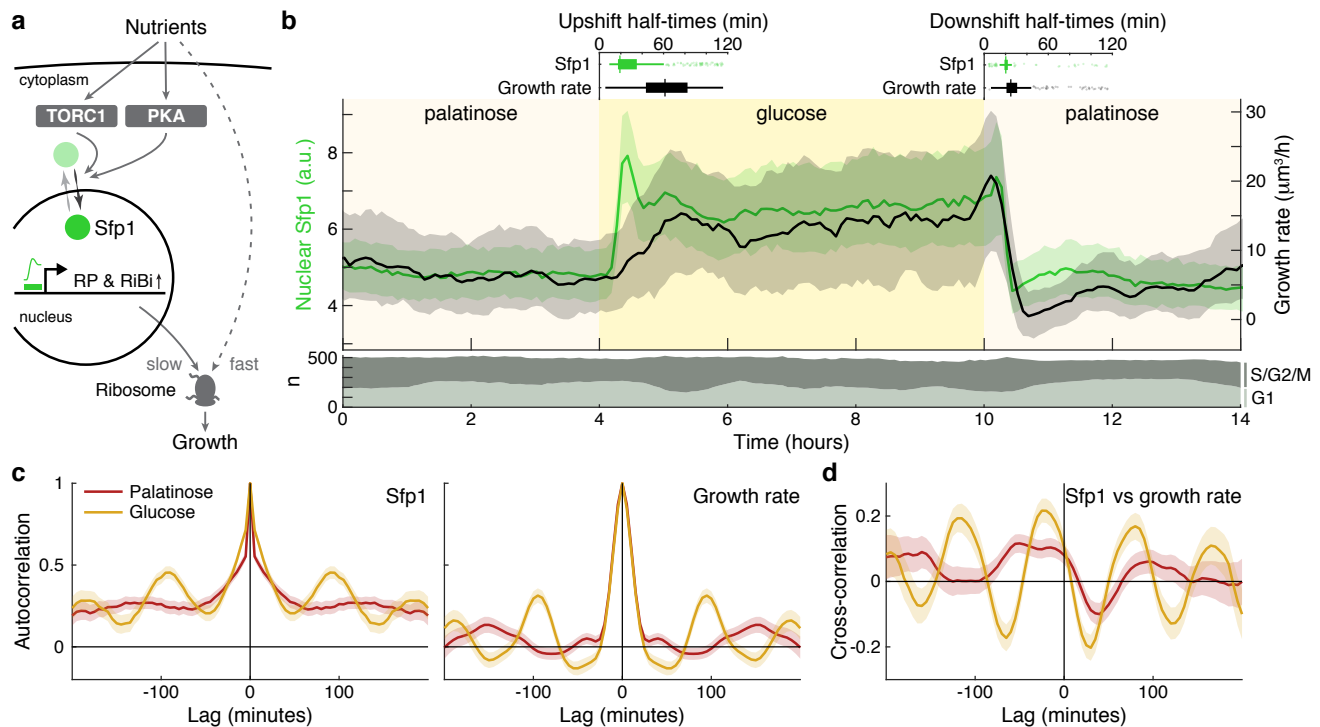 a
Nutrients
cytoplasm
TORC1
PKA
Sfp1
RP & RiBi↑
nucleus
slow
fast
Ribosome
Growth
b
Upshift half-times (min)
0 60 120
Sfp1
Growth rate
Downshift half-times (min)
0 60 120
Sfp1
Growth rate
palatinose
glucose
palatinose
Nuclear Sfp1 (a.u.)
8
6
4
Growth rate (μm³/h)
30
20
10
0
n
500
0
S/G2/M
G1
0 2 4 6 8 10 12 14
Time (hours)
c
Palatinose
Glucose
Sfp1
Autocorrelation
1
0.5
0
-100 0 100
Lag (minutes)
Growth rate
-100 0 100
Lag (minutes)
d
Sfp1 vs growth rate
Cross-correlation
0.2
0
-0.2
-100 0 100
Lag (minutes)